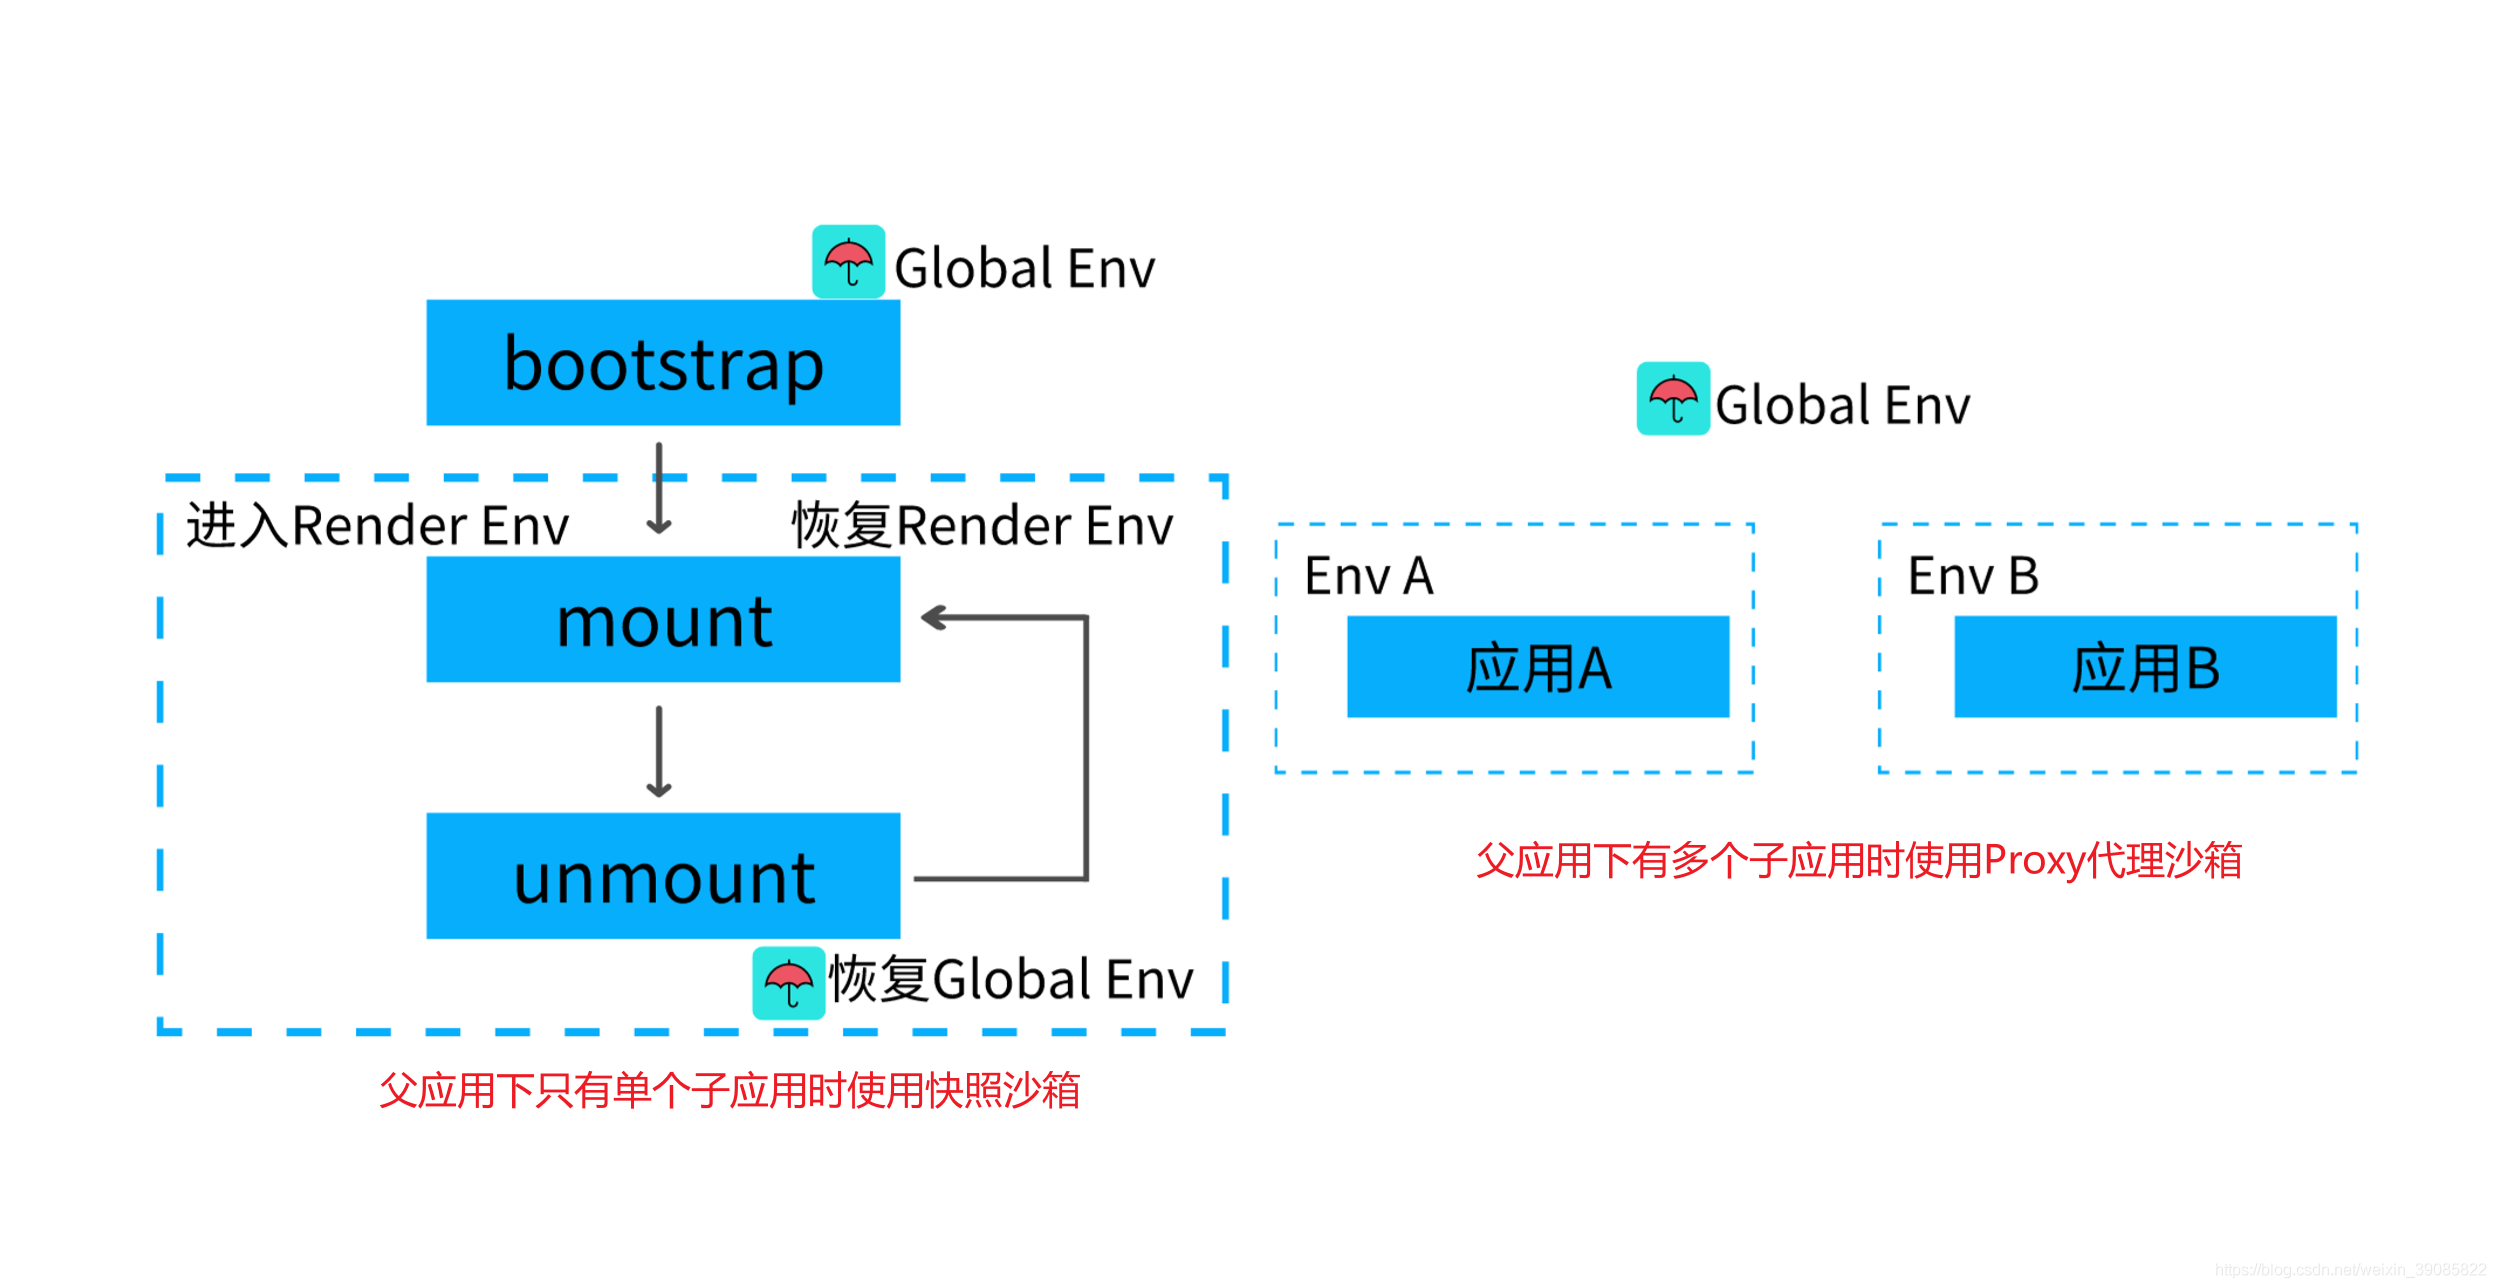 Global Env
bootstrap
进入Render Env
恢复Render Env
mount
unmount
恢复Global Env
父应用下只有单个子应用时使用快照沙箱
Global Env
Env A
应用A
Env B
应用B
父应用下有多个子应用时使用Proxy代理沙箱
https://blog.csdn.net/weixin_39085822